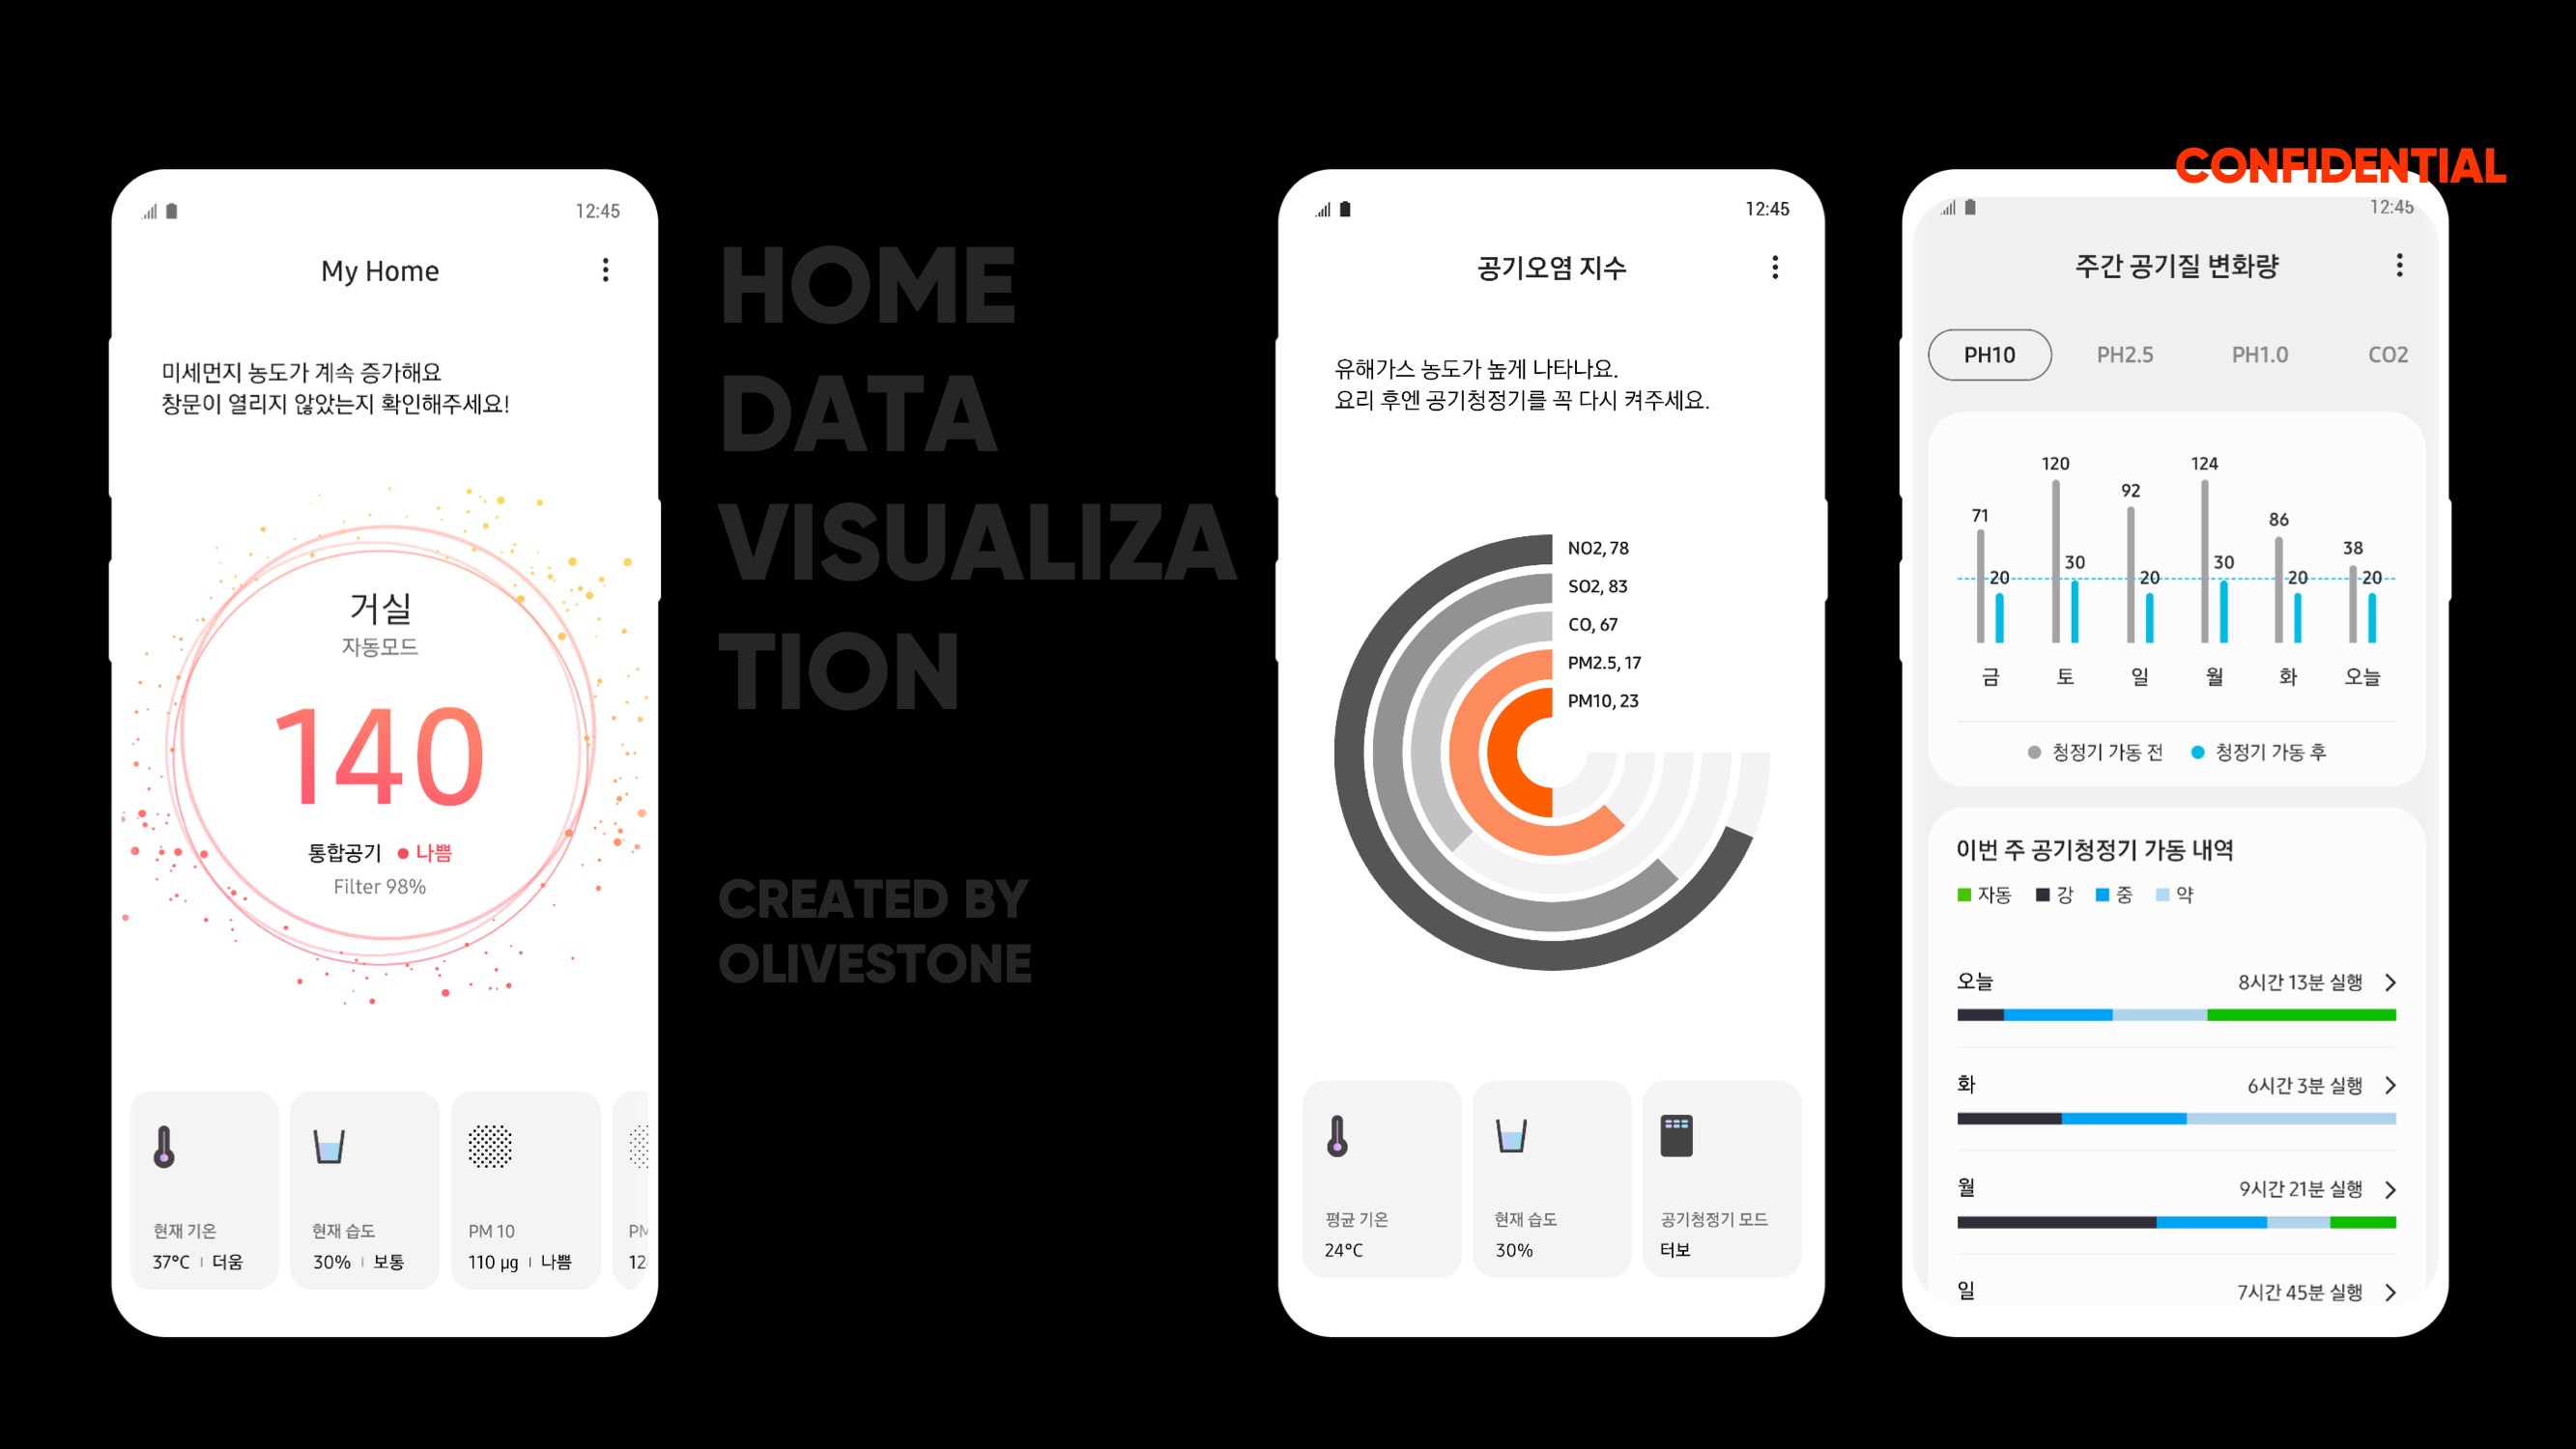 CONFIDENTIAL
12:45
My Home
미세먼지 농도가 계속 증가해요
창문이 열리지 않았는지 확인해주세요!
거실
자동모드
140
통합공기 나쁨
Filter 98%
현재 기온
37°C 더움
현재 습도
30% 보통
PM 10
110 µg 나쁨
PM
12
HOME
DATA
VISUALIZA
TION
CREATED BY
OLIVESTONE
12:45
공기오염 지수
유해가스 농도가 높게 나타나요.
요리 후엔 공기청정기를 꼭 다시 켜주세요.
NO2, 78
SO2, 83
CO, 67
PM2.5, 17
PM10, 23
평균 기온
24°C
현재 습도
30%
공기청정기 모드
터보
12:45
주간 공기질 변화량
PH10 PH2.5 PH1.0 CO2
71 120 92 124 86 38
20 30 20 30 20 20
금 토 일 월 화 오늘
청정기 가동 전 청정기 가동 후
이번 주 공기청정기 가동 내역
자동 강 중 약
오늘 8시간 13분 실행
화 6시간 3분 실행
월 9시간 21분 실행
일 7시간 45분 실행